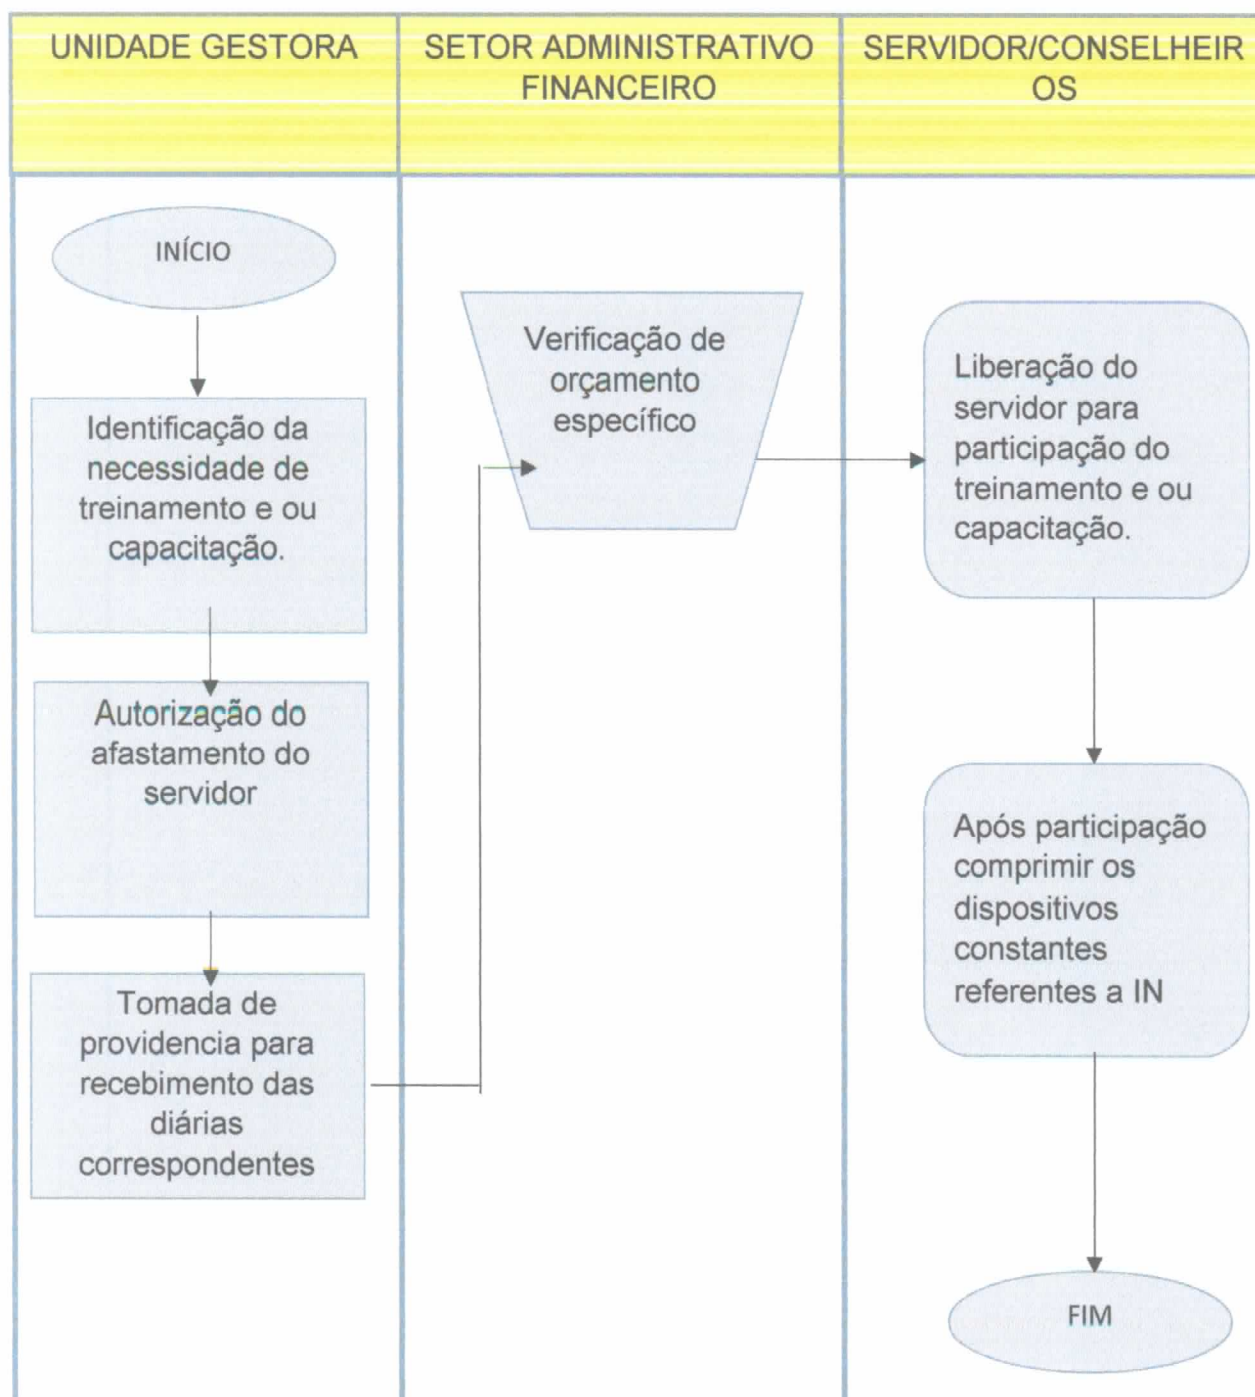 UNIDADE GESTORA
SETOR ADMINISTRATIVO
FINANCEIRO
SERVIDOR/CONSELHEIR
OS
INÍCIO
Identificação da
necessidade de
treinamento e ou
capacitação.
Autorização do
afastamento do
servidor
Tomada de
providencia para
recebimento das
diárias
correspondentes
Verificação de
orçamento
específico
Liberação do
servidor para
participação do
treinamento e ou
capacitação.
Após participação
comprimir os
dispositivos
constantes
referentes a IN
FIM